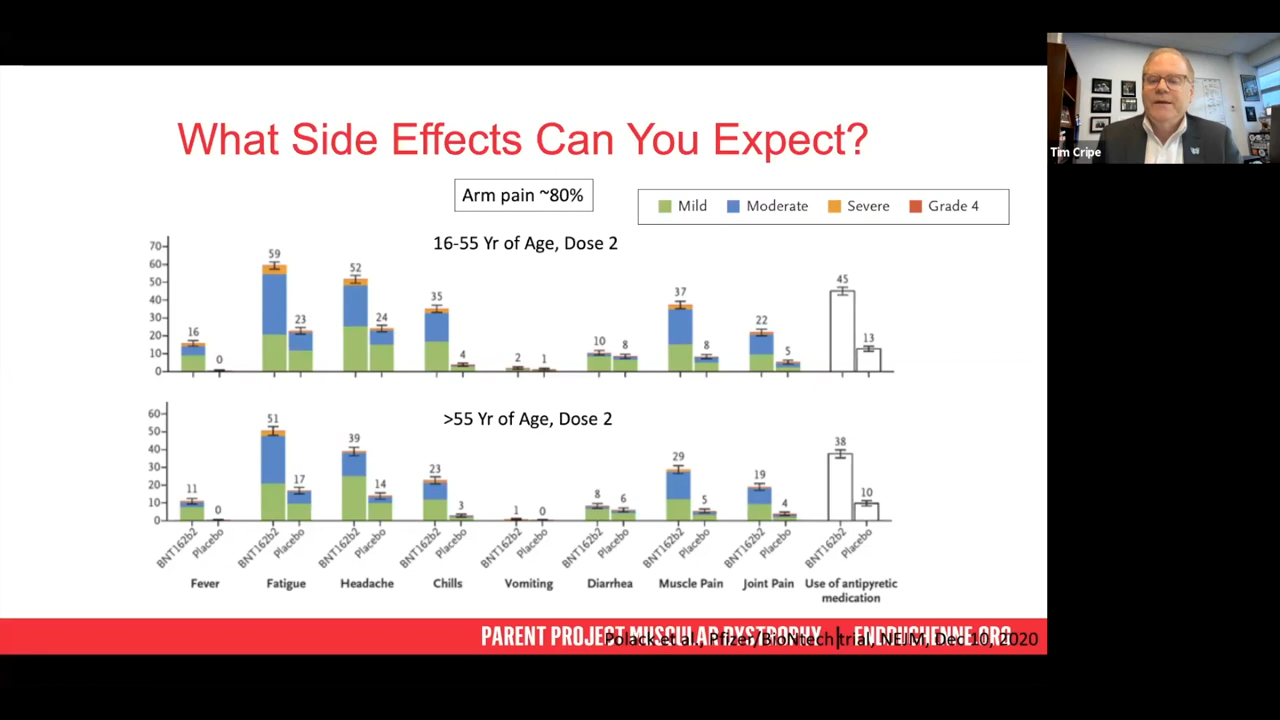 What Side Effects Can You Expect?
Tim Cripe
Arm pain ~80%
Mild Moderate Severe Grade 4
16-55 Yr of Age, Dose 2
70
60
50
40
30
20
10
0
16 0 59 23 52 24 35 4 2 1 10 8 37 8 22 5 45 13
>55 Yr of Age, Dose 2
60
50
40
30
20
10
0
11 0 51 17 39 14 23 3 1 0 8 6 29 5 19 4 38 10
BNT162b2 Placebo BNT162b2 Placebo BNT162b2 Placebo BNT162b2 Placebo BNT162b2 Placebo BNT162b2 Placebo BNT162b2 Placebo BNT162b2 Placebo BNT162b2 Placebo
Fever Fatigue Headache Chills Vomiting Diarrhea Muscle Pain Joint Pain Use of antipyretic
medication
PARENT PROJECT MUSCULAR DYSTROPHY | ENDDUCHENNE.ORG
Polack et al., Pfizer/BioNtech trial, NEJM, Dec 10, 2020